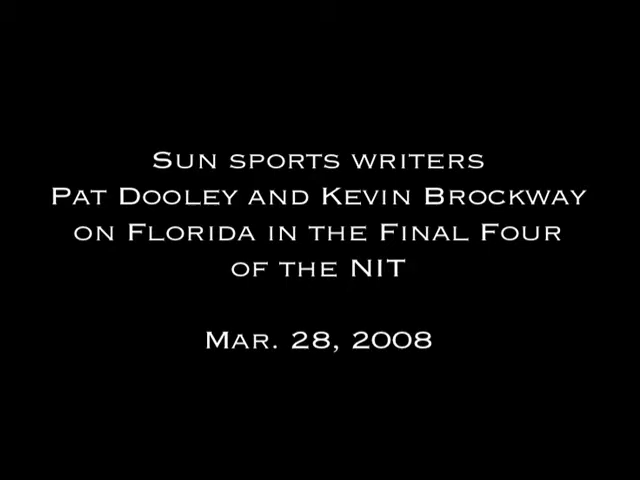 Sun sports writers
Pat Dooley and Kevin Brockway
on Florida in the Final Four
of the NIT
Mar. 28, 2008